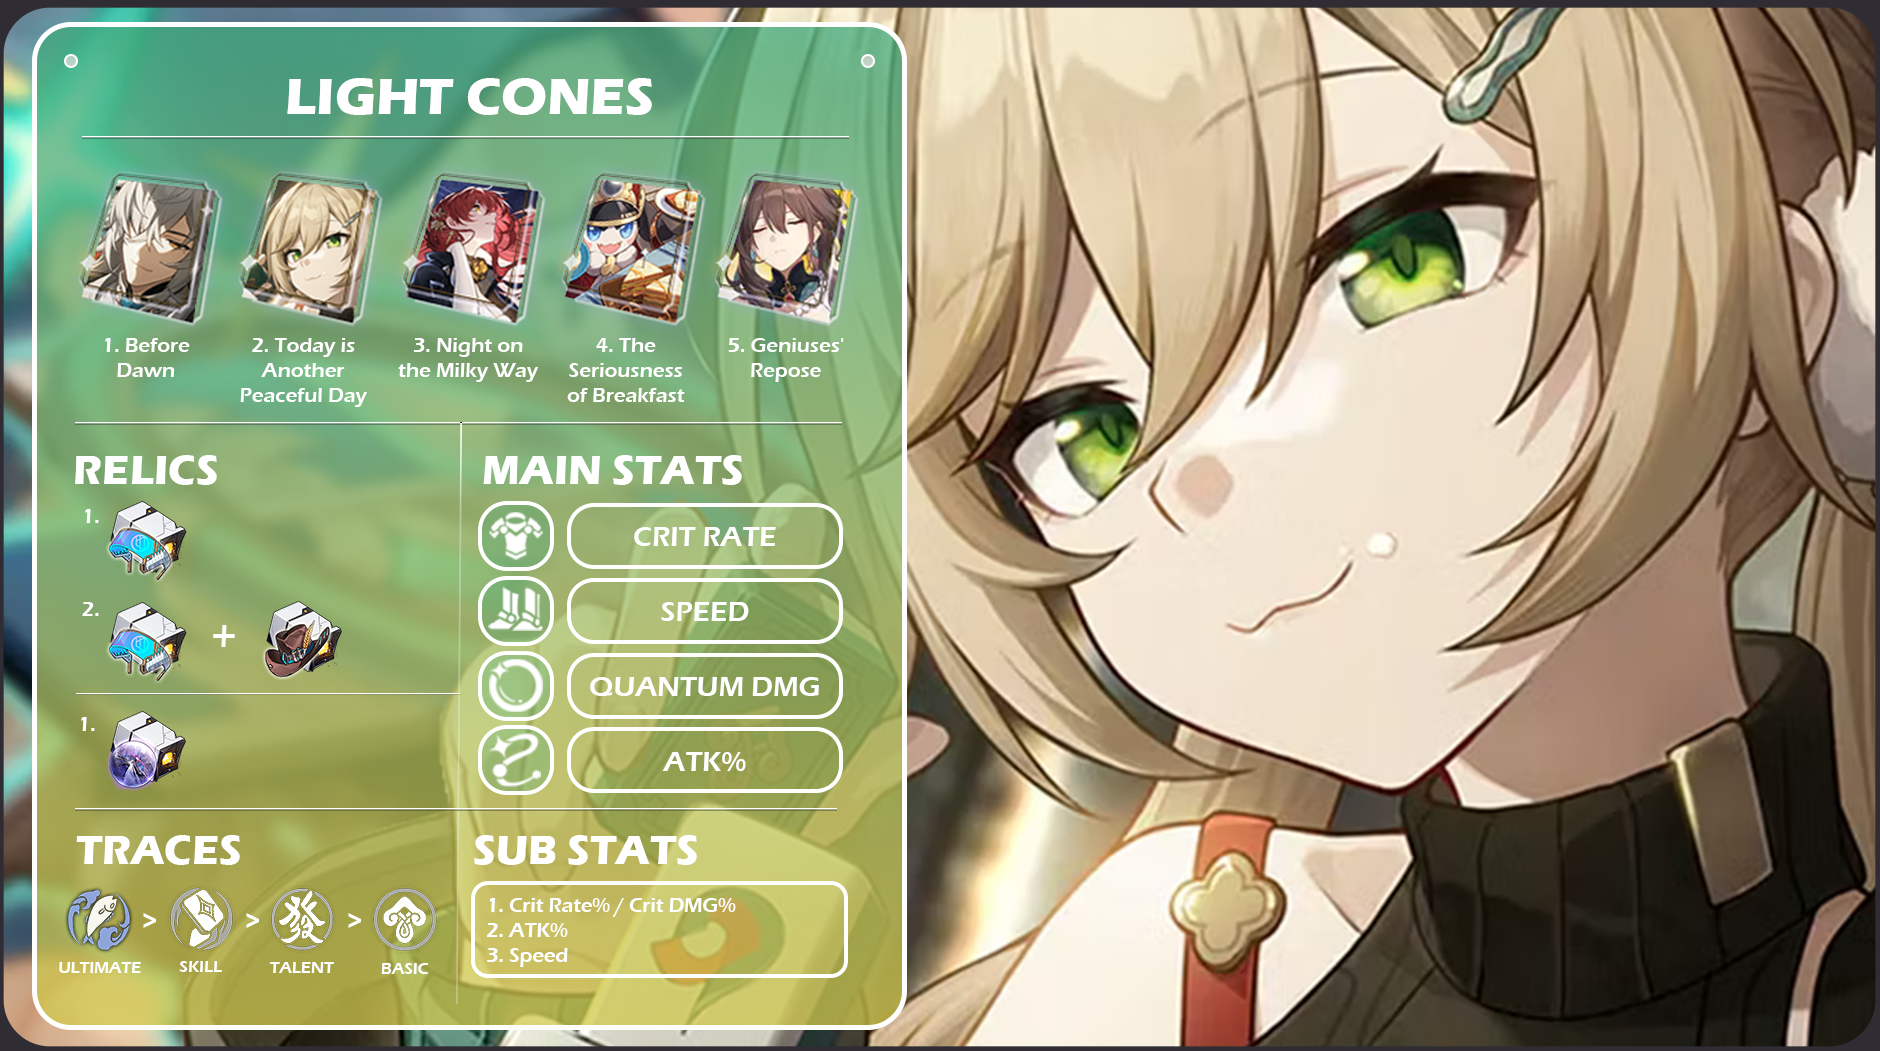 LIGHT CONES
1. Before
Dawn
2. Today is
Another
Peaceful Day
3. Night on
the Milky Way
4. The
Seriousness
of Breakfast
5. Geniuses'
Repose
RELICS
1.
2.
+
1.
MAIN STATS
CRIT RATE
SPEED
QUANTUM DMG
ATK%
TRACES
發
> > >
ULTIMATE SKILL TALENT BASIC
SUB STATS
1. Crit Rate% / Crit DMG%
2. ATK%
3. Speed